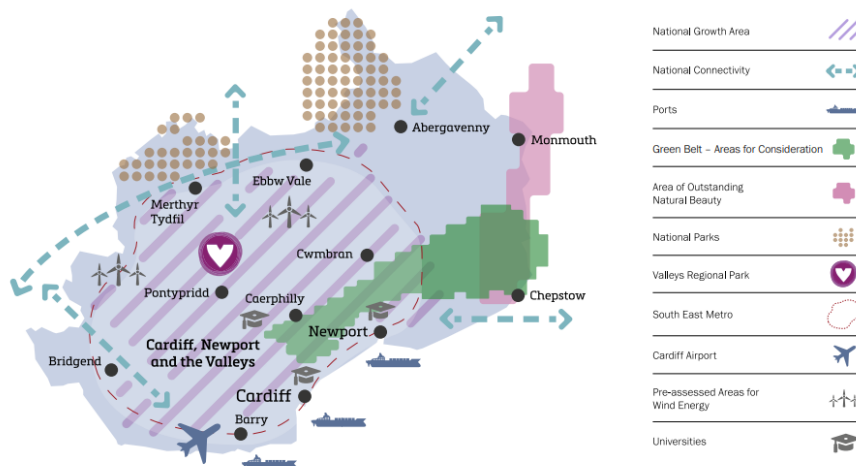 Abergavenny
Monmouth
Ebbw Vale
Merthyr
Tydfil
Cwmbran
Pontypridd
Caerphilly
Chepstow
Newport
Cardiff, Newport
and the Valleys
Bridgend
Cardiff
Barry
National Growth Area
National Connectivity
Ports
Green Belt – Areas for Consideration
Area of Outstanding
Natural Beauty
National Parks
Valleys Regional Park
South East Metro
Cardiff Airport
Pre-assessed Areas for
Wind Energy
Universities